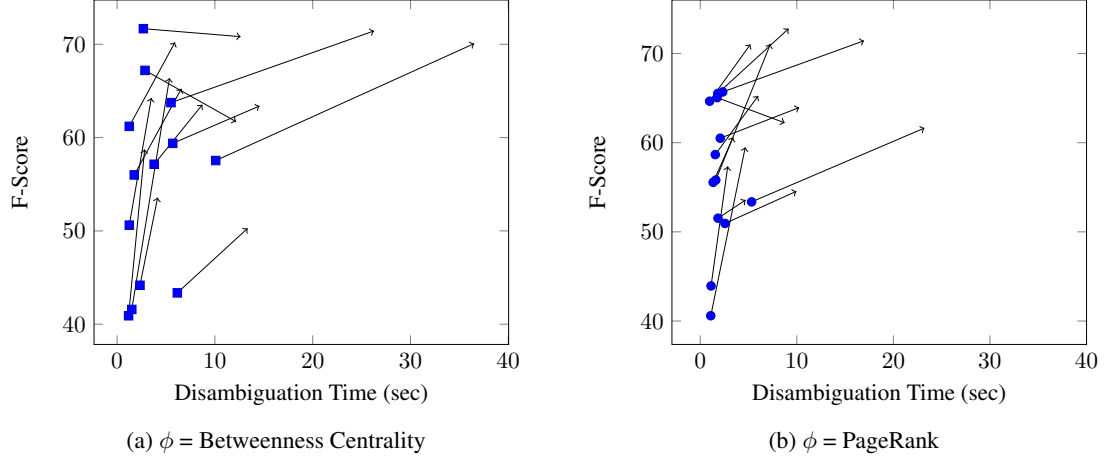 70
60
50
40
F-Score
0 10 20 30 40
Disambiguation Time (sec)
(a) ϕ = Betweenness Centrality
70
60
50
40
F-Score
0 10 20 30 40
Disambiguation Time (sec)
(b) ϕ = PageRank